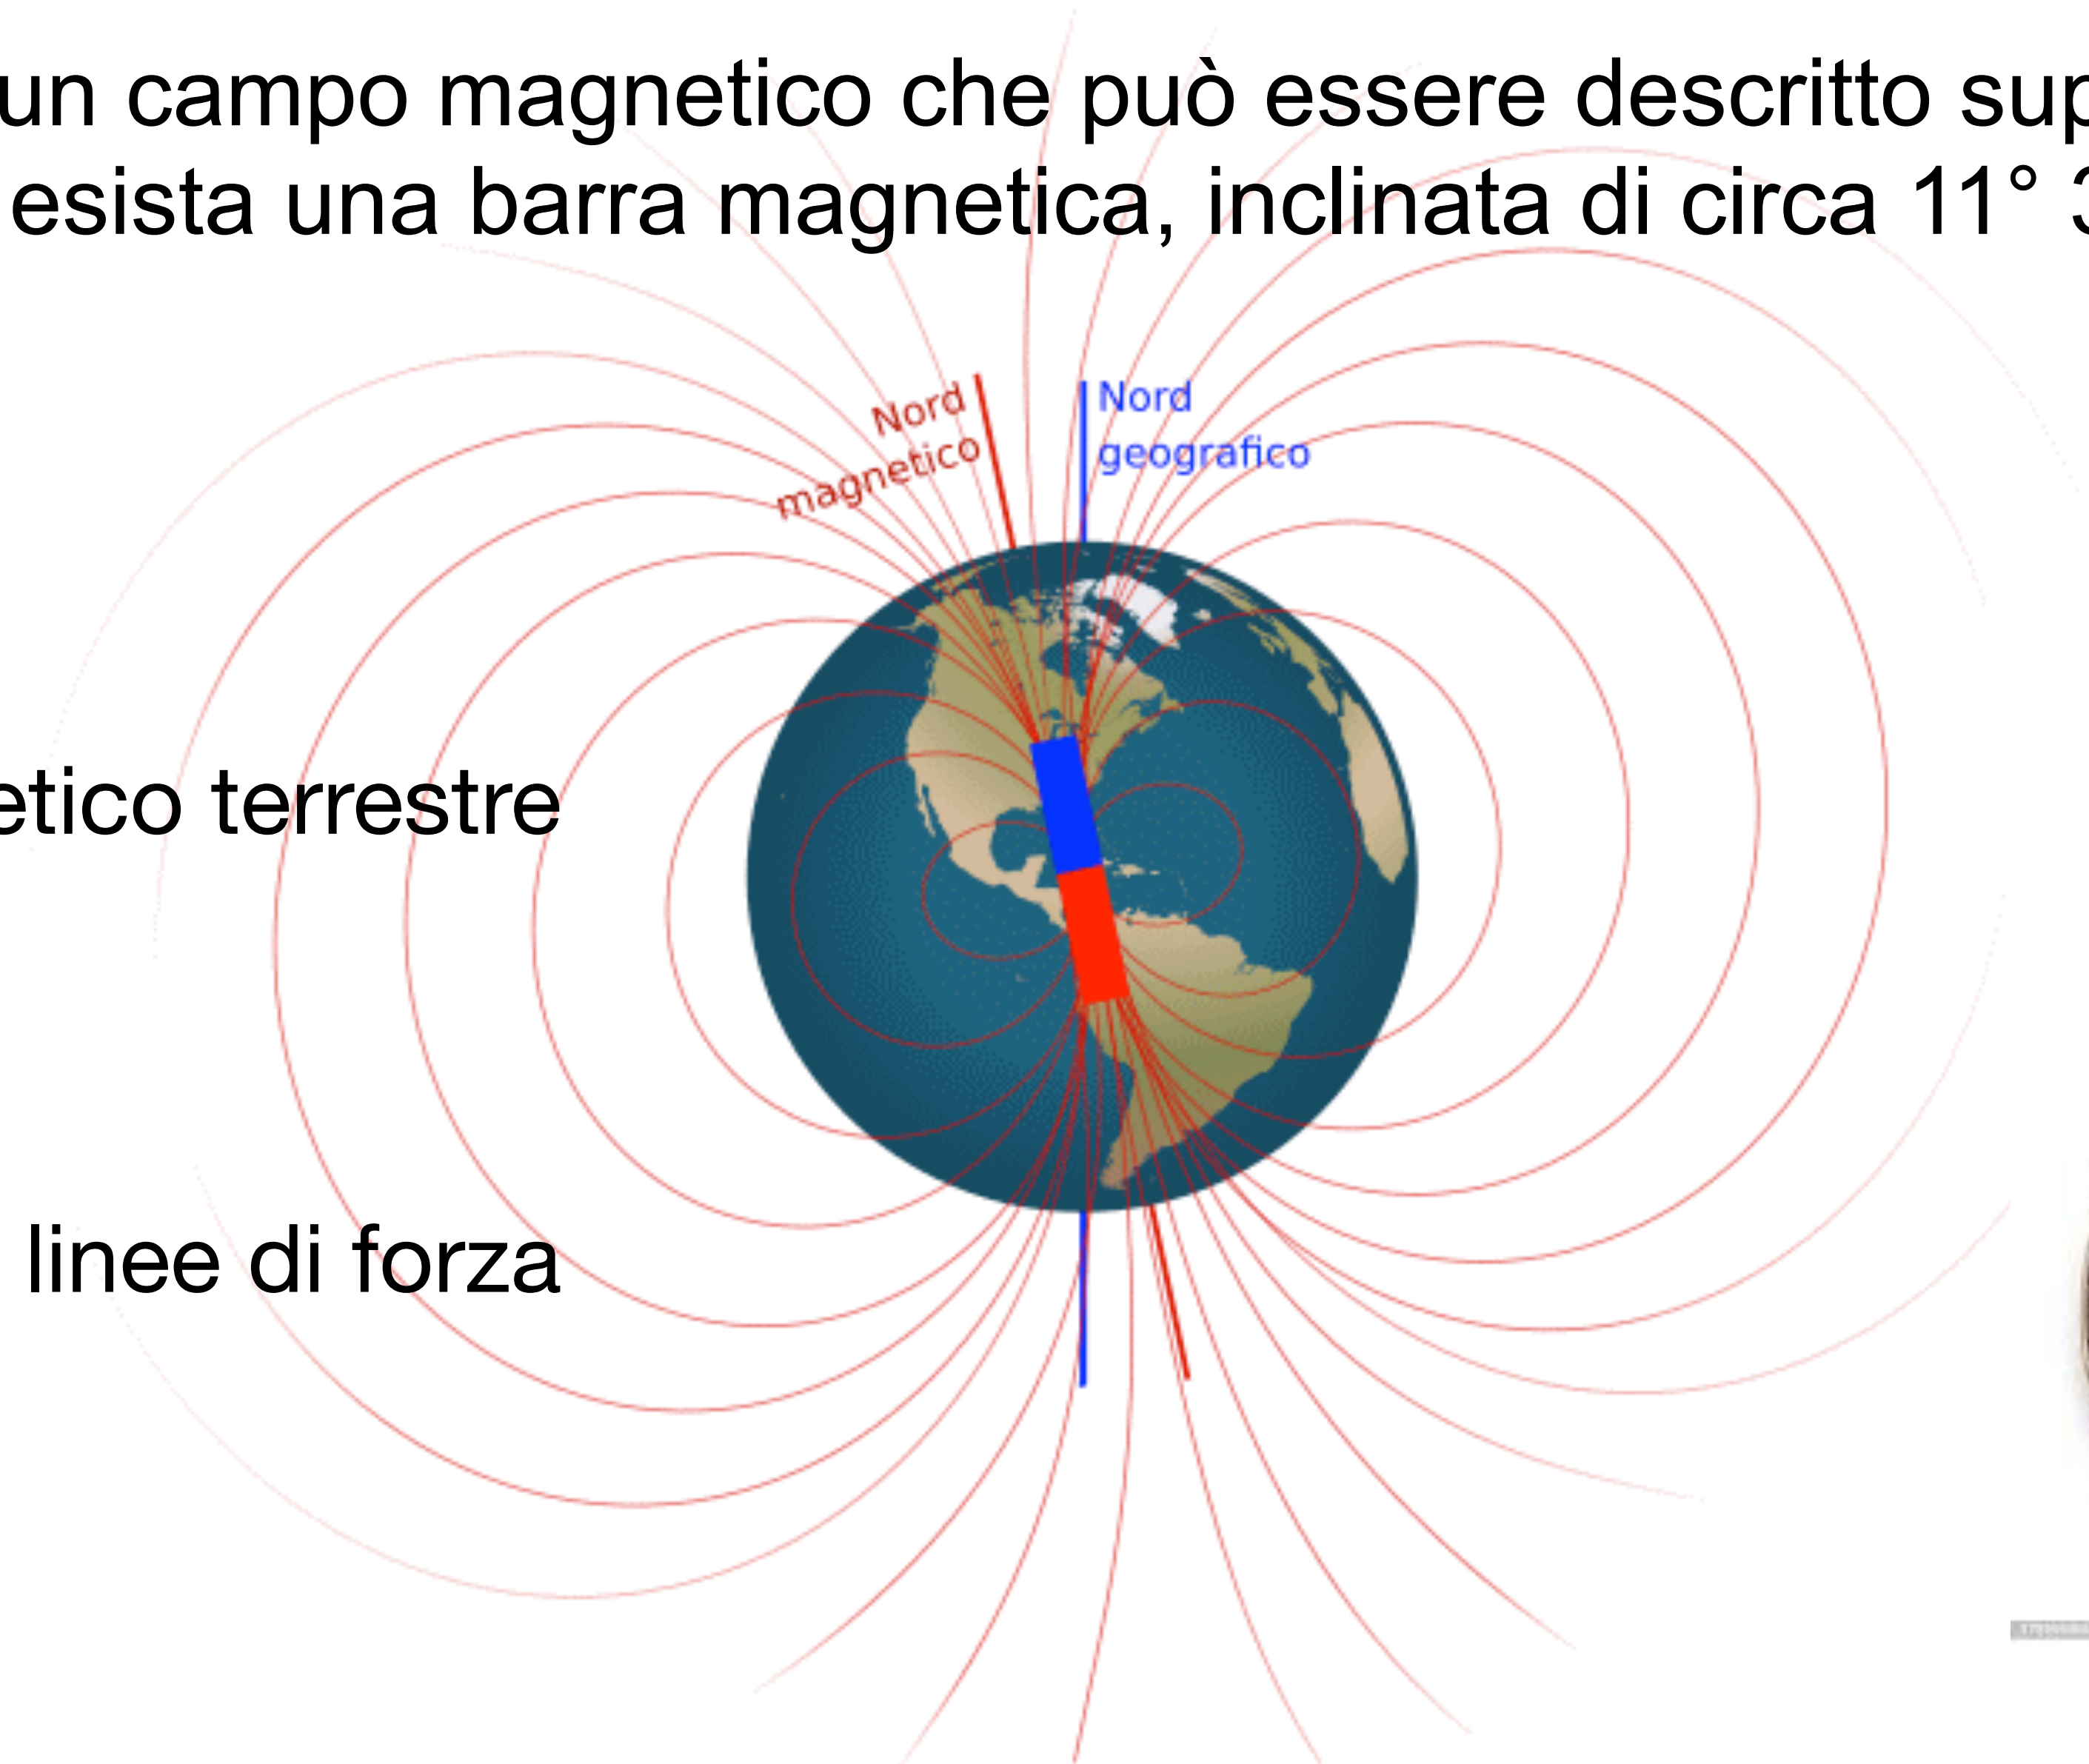 un campo magnetico che può essere descritto sup
esista una barra magnetica, inclinata di circa 11° 3
Nord
magnetico
Nord
geografico
etico terrestre
linee di forza